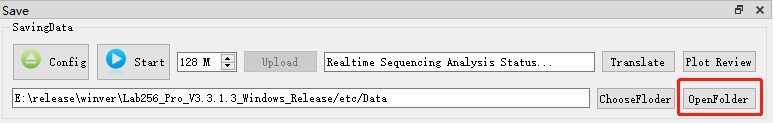 Save
SavingData
Config Start 128 M Upload Realtime Sequencing Analysis Status... Translate Plot Review
E:\release\winver\Lab256_Pro_V3.3.1.3_Windows_Release/etc/Data ChooseFloder OpenFolder